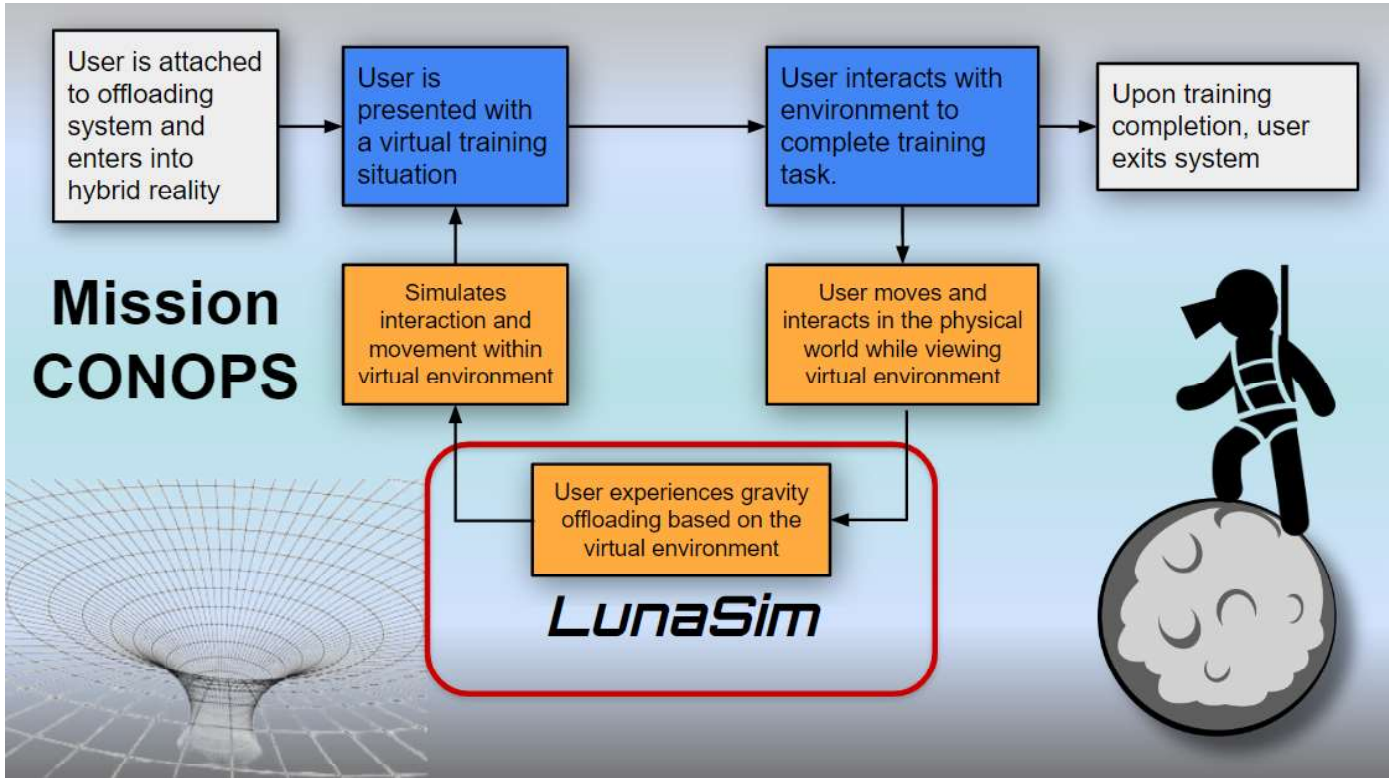 User is attached
to offloading
system and
enters into
hybrid reality
User is
presented with
a virtual training
situation
User interacts with
environment to
complete training
task.
Upon training
completion, user
exits system
Mission
CONOPS
Simulates
interaction and
movement within
virtual environment
User moves and
interacts in the physical
world while viewing
virtual environment
User experiences gravity
offloading based on the
virtual environment
LunaSim